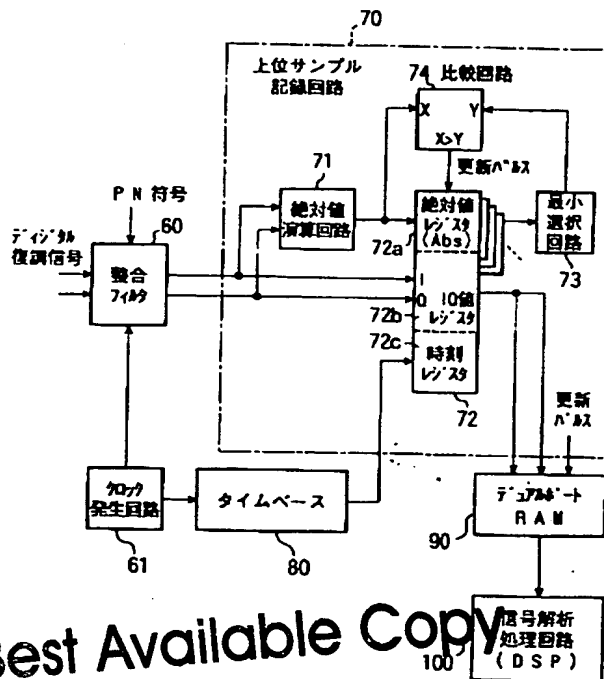 70
上位サンプル
記録回路
74 比較回路
X Y
X>Y
更新パルス
71
絶対値
演算回路
絶対値
レジスタ
(Abs)
72a
最小
選択
回路
73
PN 符号
60
ディジタル
復調信号
整合
フィルタ
I
Q IQ値
レジスタ
72b
72c
時刻
レジスタ
72
更新
パルス
クロック
発生回路
61
タイムベース
80
デュアルポート
RAM
90
信号解析
処理回路
(DSP)
100
Best Available Copy